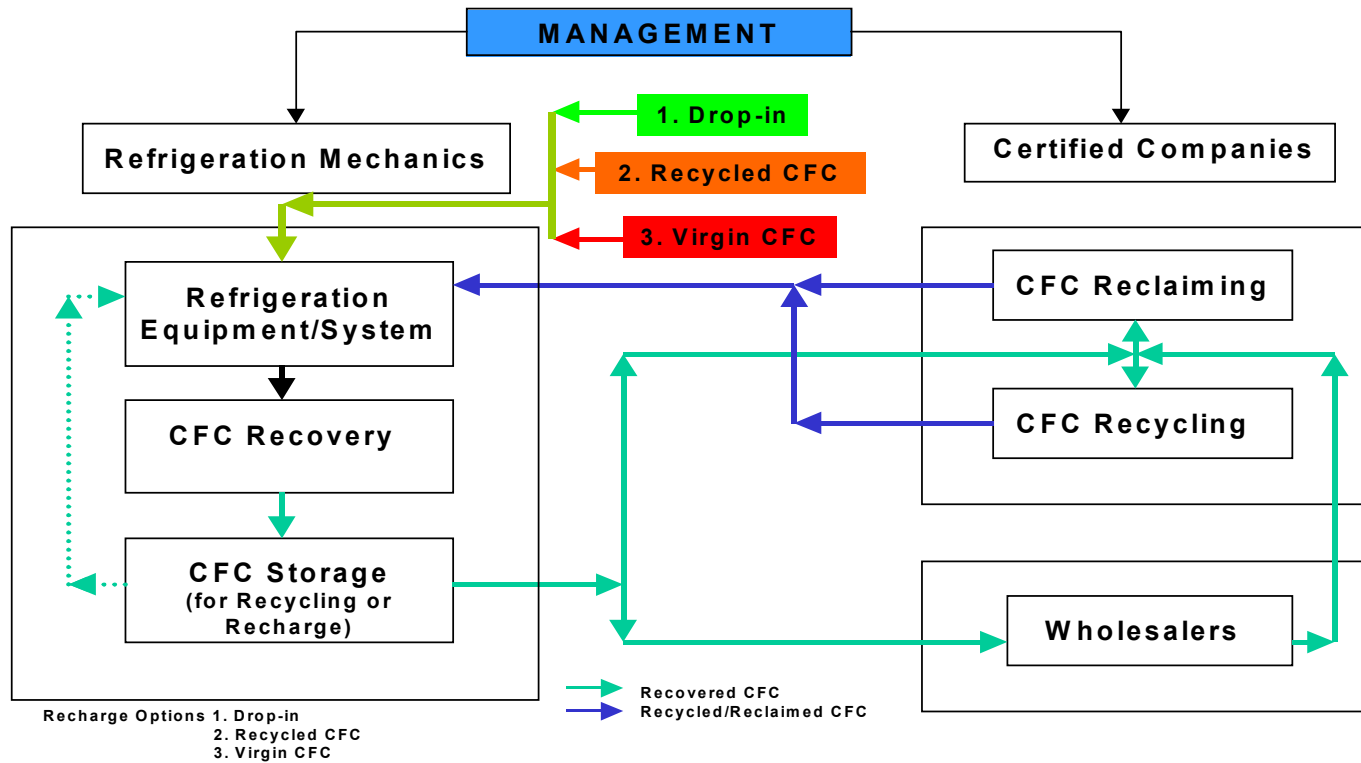 MANAGEMENT
1. Drop-in
Refrigeration Mechanics
Certified Companies
2. Recycled CFC
3. Virgin CFC
Refrigeration
Equipment/System
CFC Reclaiming
CFC Recovery
CFC Recycling
CFC Storage
(for Recycling or
Recharge)
Wholesalers
Recovered CFC
Recycled/Reclaimed CFC
Recharge Options 1. Drop-in
2. Recycled CFC
3. Virgin CFC